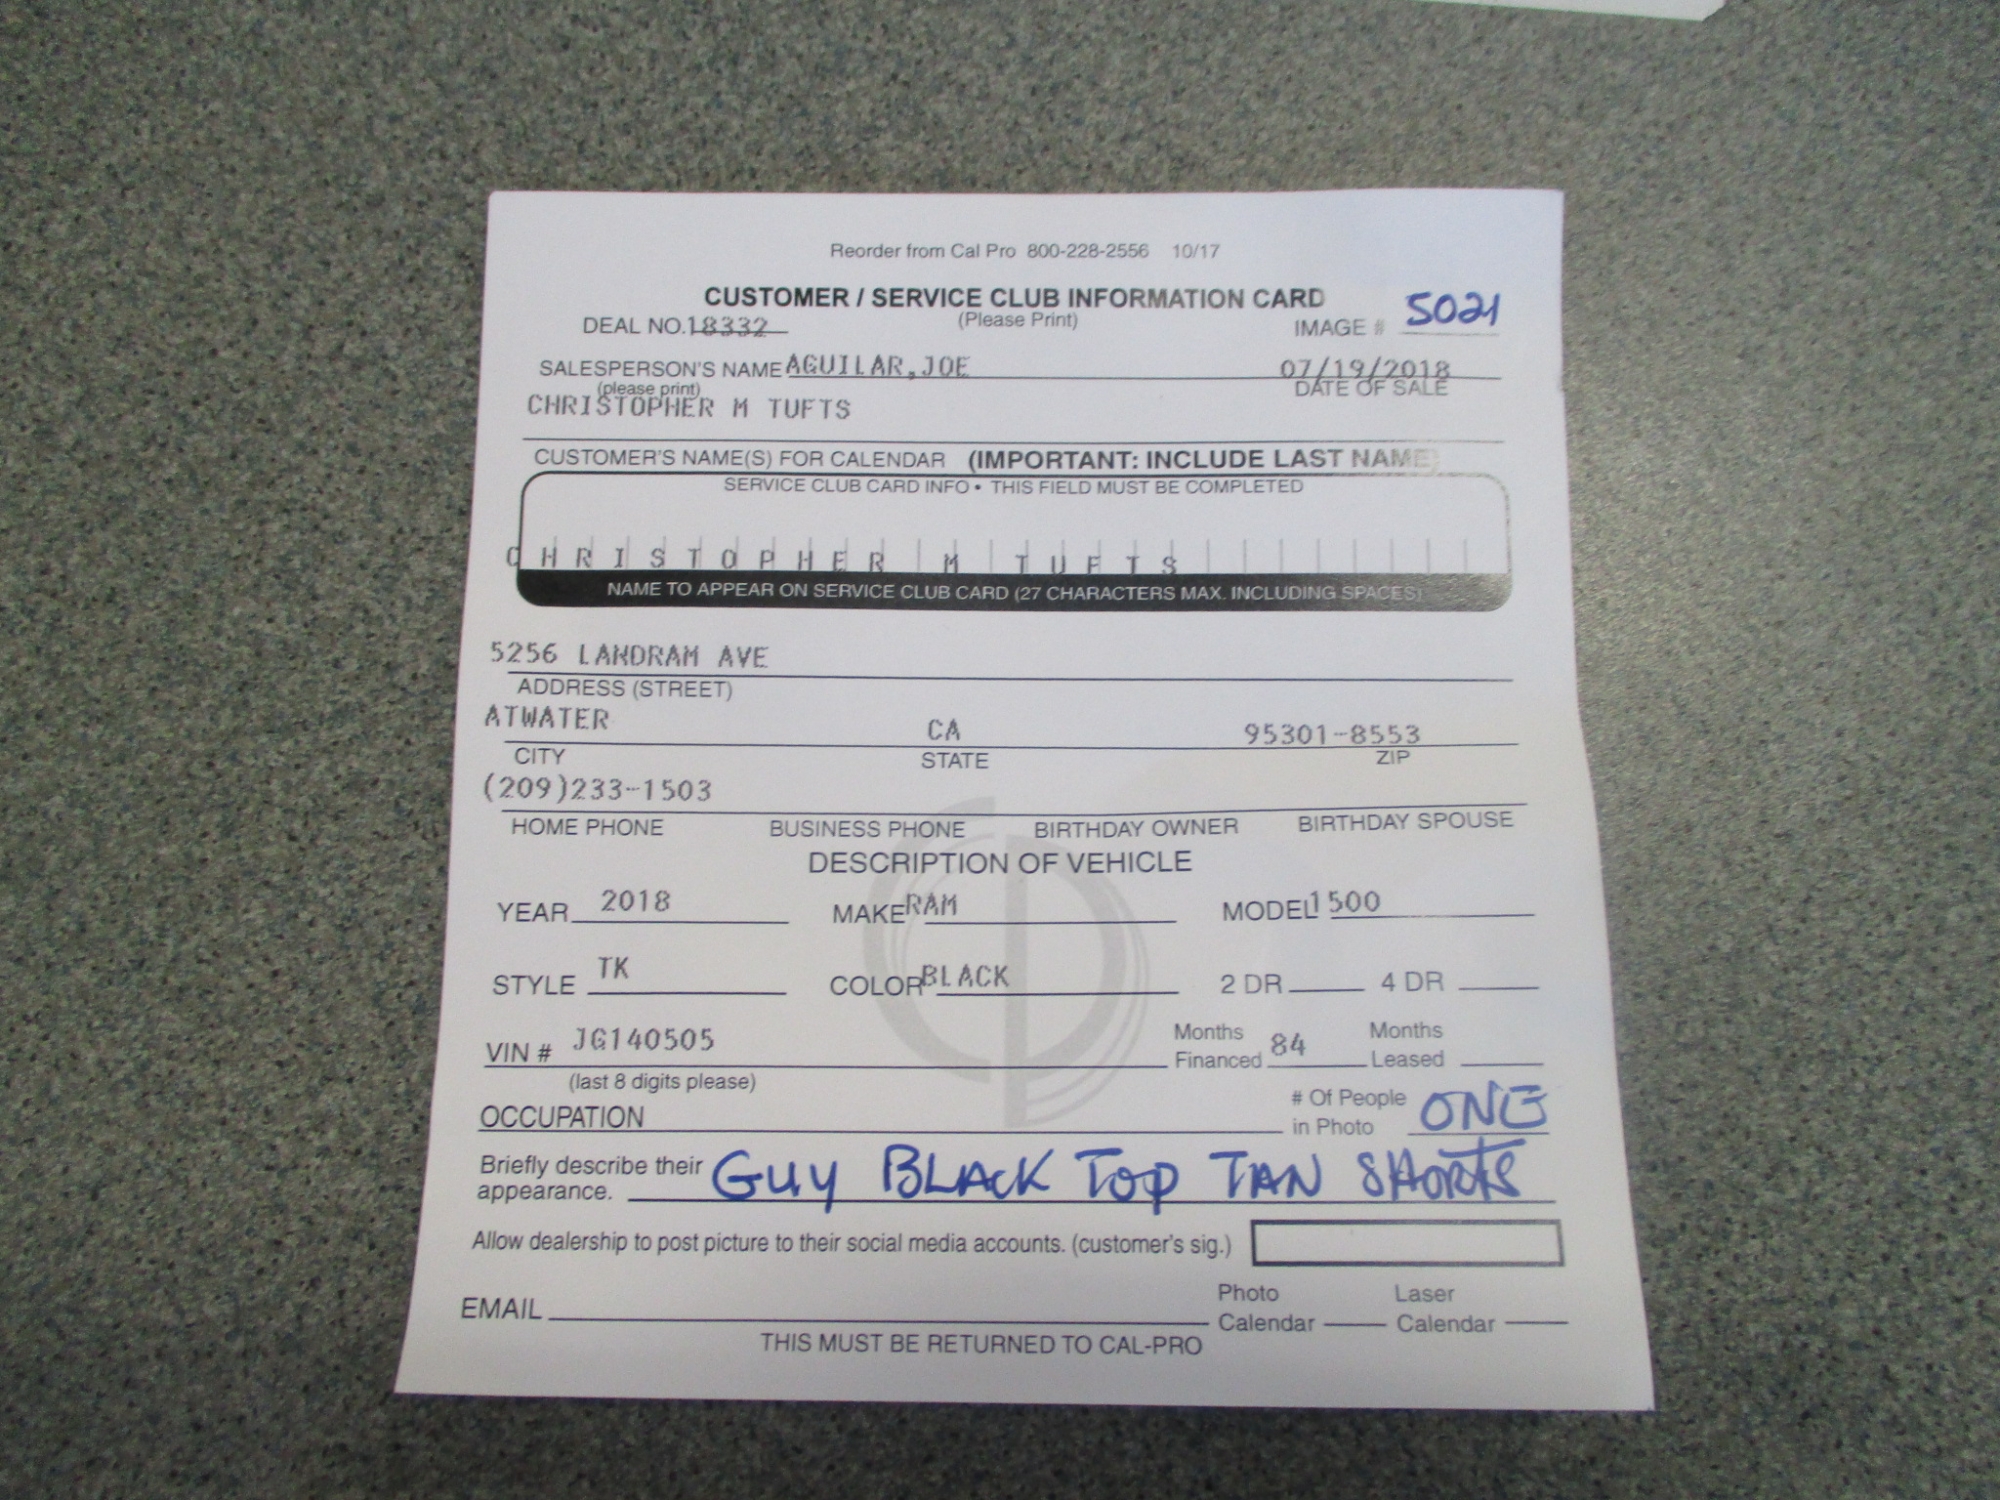 Reorder from Cal Pro 800-228-2556 10/17
CUSTOMER / SERVICE CLUB INFORMATION CARD
DEAL NO. 18332 (Please Print) IMAGE # 5021
SALESPERSON'S NAME AGUILAR, JOE 07/19/2018
(please print) DATE OF SALE
CHRISTOPHER M TUFTS
CUSTOMER'S NAME(S) FOR CALENDAR (IMPORTANT: INCLUDE LAST NAME)
SERVICE CLUB CARD INFO • THIS FIELD MUST BE COMPLETED
CHRISTOPHER M TUFTS
NAME TO APPEAR ON SERVICE CLUB CARD (27 CHARACTERS MAX. INCLUDING SPACES)
5256 LANDRAM AVE
ADDRESS (STREET)
ATWATER CA 95301-8553
CITY STATE ZIP
(209)233-1503
HOME PHONE BUSINESS PHONE BIRTHDAY OWNER BIRTHDAY SPOUSE
DESCRIPTION OF VEHICLE
YEAR 2018 MAKE RAM MODEL 1500
STYLE TK COLOR BLACK 2 DR 4 DR
VIN # JG140505 Months Financed 84 Months Leased
(last 8 digits please)
OCCUPATION # Of People in Photo ONE
Briefly describe their appearance. GUY BLACK TOP TAN SHORTS
Allow dealership to post picture to their social media accounts. (customer's sig.)
EMAIL Photo Calendar Laser Calendar
THIS MUST BE RETURNED TO CAL-PRO